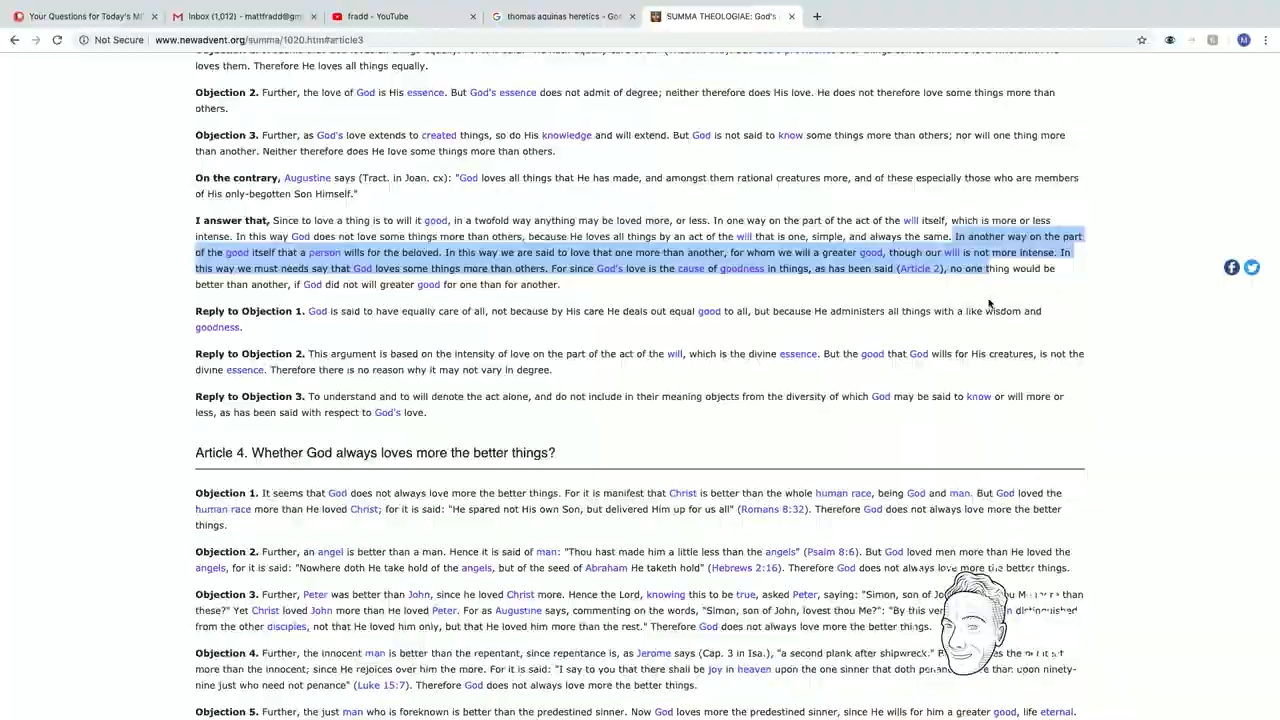 Your Questions for Today's M
Inbox (1,012) - mattfradd@gm
fradd - YouTube
thomas aquinas heretics - Goo
SUMMA THEOLOGIAE: God's
Not Secure
www.newadvent.org/summa/1020.htm#article3
M
loves them. Therefore He loves all things equally.
Objection 2. Further, the love of God is His essence. But God's essence does not admit of degree; neither therefore does His love. He does not therefore love some things more than
others.
Objection 3. Further, as God's love extends to created things, so do His knowledge and will extend. But God is not said to know some things more than others; nor will one thing more
than another. Neither therefore does He love some things more than others.
On the contrary, Augustine says (Tract. in Joan. cx): "God loves all things that He has made, and amongst them rational creatures more, and of these especially those who are members
of His only-begotten Son Himself."
I answer that, Since to love a thing is to will it good, in a twofold way anything may be loved more, or less. In one way on the part of the act of the will itself, which is more or less
intense. In this way God does not love some things more than others, because He loves all things by an act of the will that is one, simple, and always the same. In another way on the part
of the good itself that a person wills for the beloved. In this way we are said to love that one more than another, for whom we will a greater good, though our will is not more intense. In
this way we must needs say that God loves some things more than others. For since God's love is the cause of goodness in things, as has been said (Article 2), no one thing would be
better than another, if God did not will greater good for one than for another.
Reply to Objection 1. God is said to have equally care of all, not because by His care He deals out equal good to all, but because He administers all things with a like wisdom and
goodness.
Reply to Objection 2. This argument is based on the intensity of love on the part of the act of the will, which is the divine essence. But the good that God wills for His creatures, is not the
divine essence. Therefore there is no reason why it may not vary in degree.
Reply to Objection 3. To understand and to will denote the act alone, and do not include in their meaning objects from the diversity of which God may be said to know or will more or
less, as has been said with respect to God's love.
Article 4. Whether God always loves more the better things?
Objection 1. It seems that God does not always love more the better things. For it is manifest that Christ is better than the whole human race, being God and man. But God loved the
human race more than He loved Christ; for it is said: "He spared not His own Son, but delivered Him up for us all" (Romans 8:32). Therefore God does not always love more the better
things.
Objection 2. Further, an angel is better than a man. Hence it is said of man: "Thou hast made him a little less than the angels" (Psalm 8:6). But God loved men more than He loved the
angels, for it is said: "Nowhere doth He take hold of the angels, but of the seed of Abraham He taketh hold" (Hebrews 2:16). Therefore God does not always love more the better things.
Objection 3. Further, Peter was better than John, since he loved Christ more. Hence the Lord, knowing this to be true, asked Peter, saying: "Simon, son of than
these?" Yet Christ loved John more than He loved Peter. For as Augustine says, commenting on the words, "Simon, son of John, lovest thou Me?": "By this distinguished
from the other disciples, not that He loved him only, but that He loved him more than the rest." Therefore God does not always love more the better things.
Objection 4. Further, the innocent man is better than the repentant, since repentance is, as Jerome says (Cap. 3 in Isa.), "a second plank after shipwreck."
more than the innocent; since He rejoices over him the more. For it is said: "I say to you that there shall be joy in heaven upon the one sinner that doth than upon ninety-
nine just who need not penance" (Luke 15:7). Therefore God does not always love more the better things.
Objection 5. Further, the just man who is foreknown is better than the predestined sinner. Now God loves more the predestined sinner, since He wills for him a greater good, life eternal.